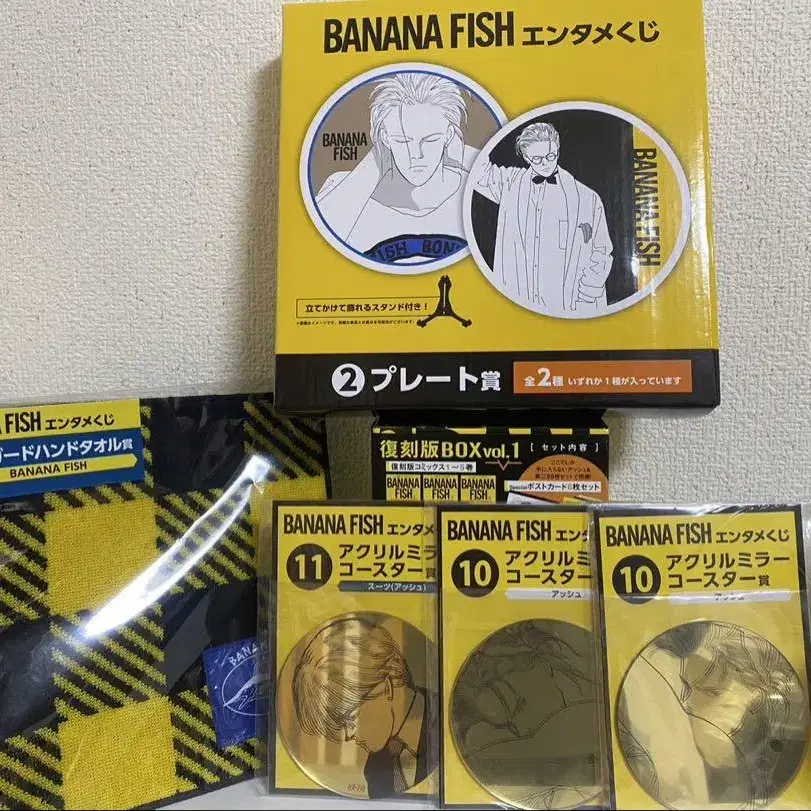 BANANA FISH エンタメくじ
BANANA
FISH
ISH BON
BANANA FISH
立てかけて飾れるスタンド付き！
② プレート賞
全2種 いずれか1種が入っています
FISH エンタメくじ
ードハンドタオル賞
BANANA FISH
BANA
復刻版BOX vol.1
[ セット内容 ]
復刻版コミックス1〜5巻
BANANA FISH
BANANA FISH
BANANA FISH
Special ポストカード
枚セット
BANANA FISH エンタメ
11 アクリルミラ
コースター賞
スーツ(アッシュ)
BANANA FISH エンタ
10 アクリルミ
コースター
アッシュ
BANANA FISH エンタメくじ
10 アクリルミラー
コースター賞
アッシュ